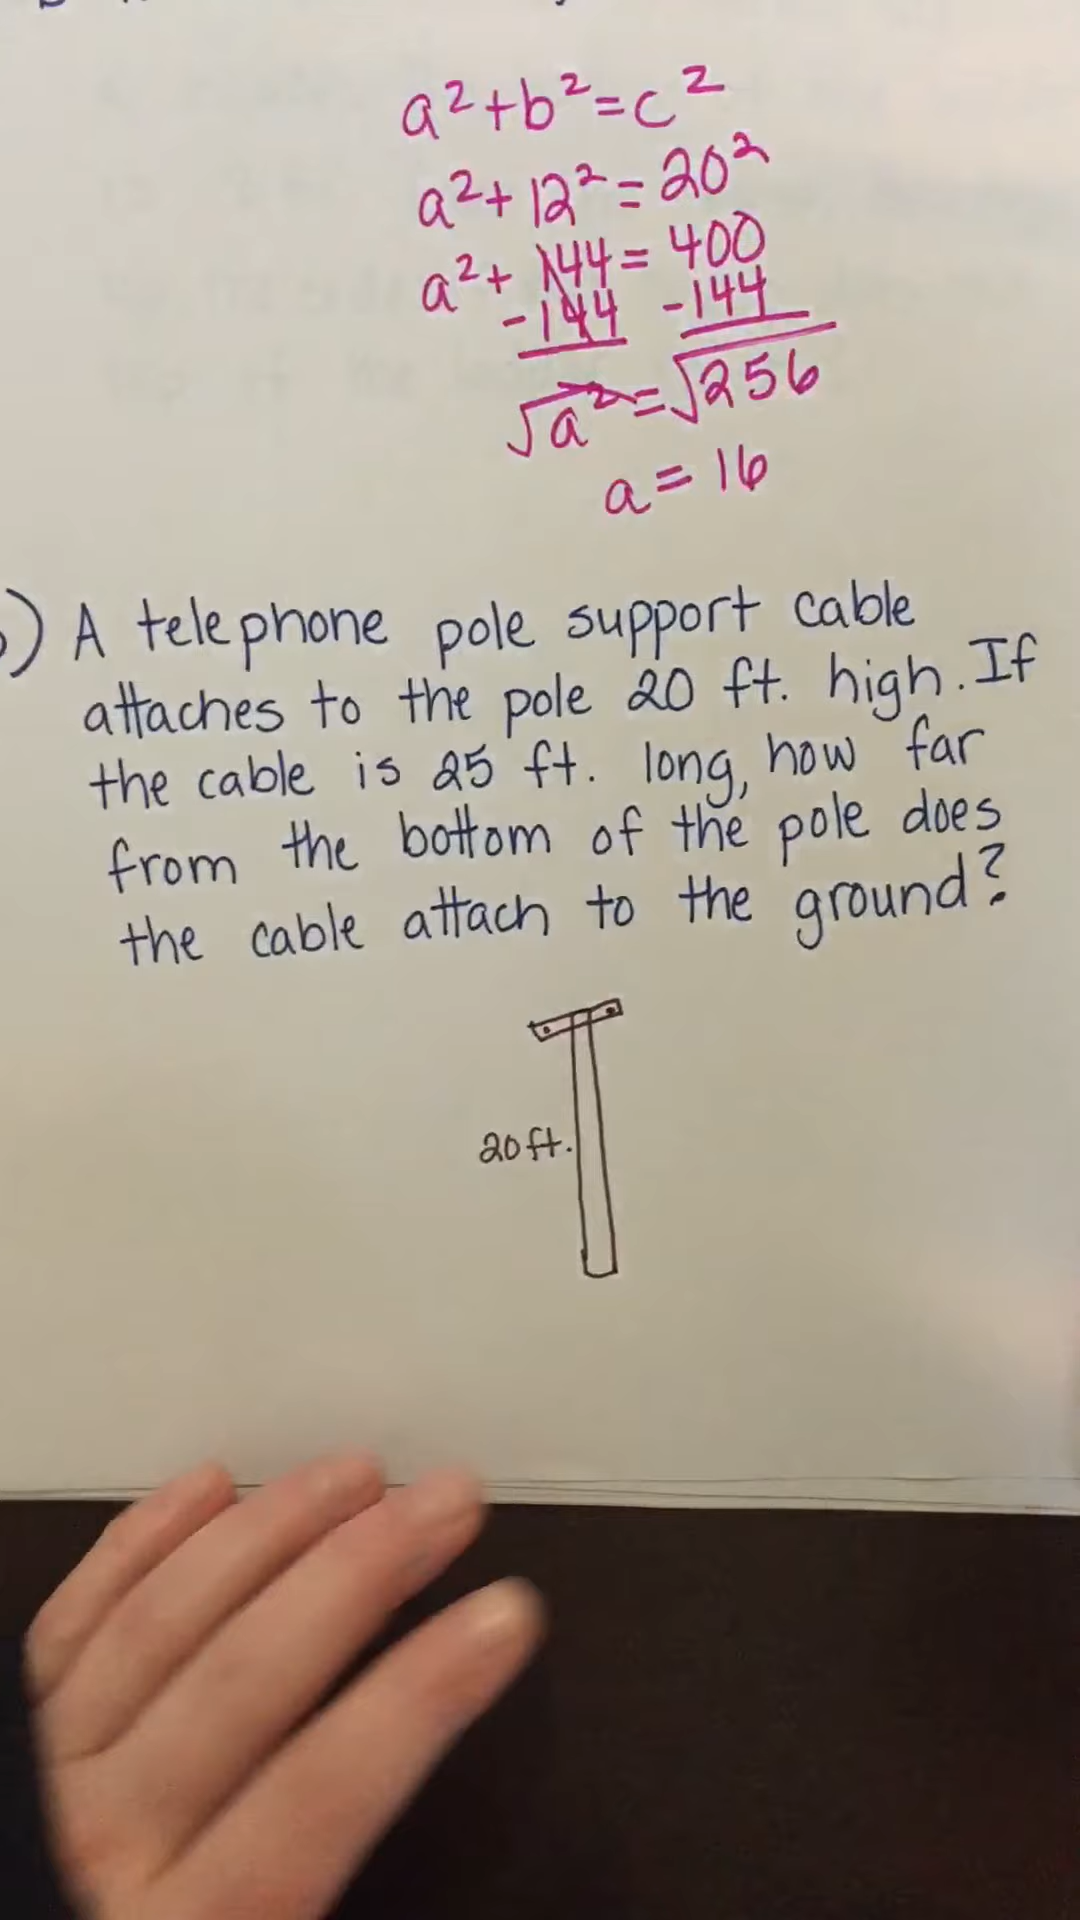 a²+b²=c²
a²+12²=20²
a²+144=400
-144 -144
√a²=√256
a=16
) A telephone pole support cable
attaches to the pole 20 ft. high. If
the cable is 25 ft. long, how far
from the bottom of the pole does
the cable attach to the ground?
20ft.